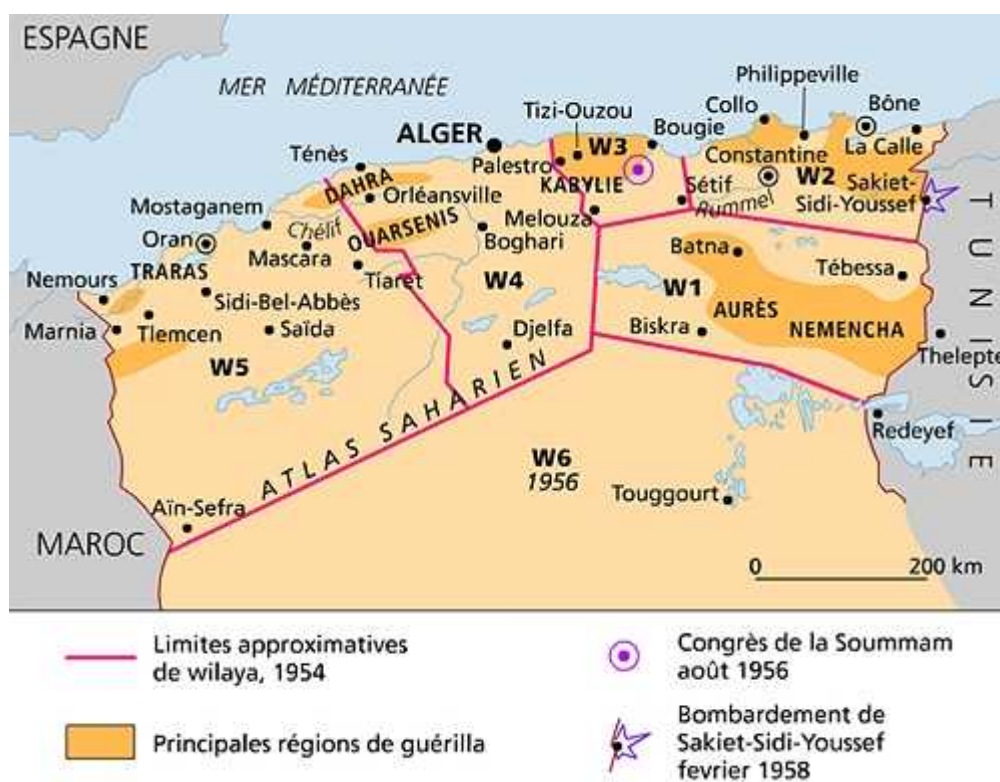 ESPAGNE
MER MÉDITERRANÉE
Philippeville
Tizi-Ouzou
Collo
Bône
ALGER
Bougie
La Calle
Ténès
Palestro
W3
Constantine
W2
DAHRA
Orléansville
KABYLIE
Sétif
Rummel
Sakiet-
Sidi-Youssef
Mostaganem
Chélif
OUARSENIS
Melouza
Oran
Mascara
Boghari
Batna
TUNISIE
Nemours
TRARAS
Tiaret
W4
W1
Tébessa
Sidi-Bel-Abbès
AURÈS
Marnia
Tlemcen
Saïda
Djelfa
Biskra
NEMENCHA
Thelepte
W5
ATLAS SAHARIEN
Redeyef
W6
1956
Touggourt
Aïn-Sefra
MAROC
0
200 km
Limites approximatives
de wilaya, 1954
Congrès de la Soummam
août 1956
Principales régions de guérilla
Bombardement de
Sakiet-Sidi-Youssef
fevrier 1958